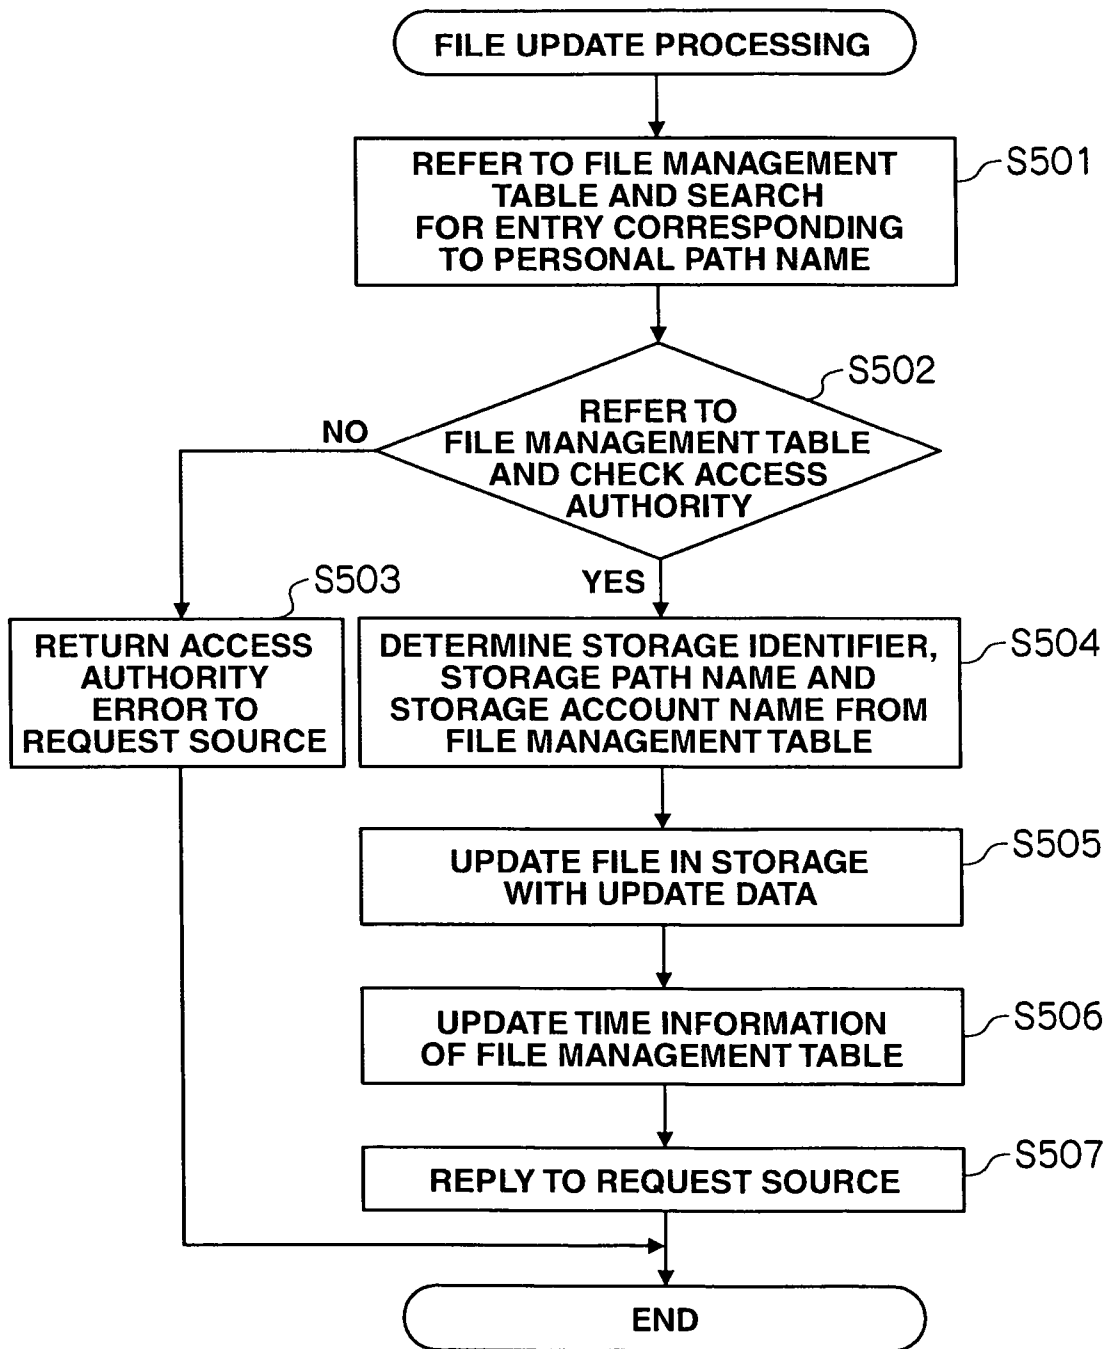 FILE UPDATE PROCESSING
REFER TO FILE MANAGEMENT
TABLE AND SEARCH
FOR ENTRY CORRESPONDING
TO PERSONAL PATH NAME
S501
REFER TO
FILE MANAGEMENT TABLE
AND CHECK ACCESS
AUTHORITY
S502
NO
YES
RETURN ACCESS
AUTHORITY
ERROR TO
REQUEST SOURCE
S503
DETERMINE STORAGE IDENTIFIER,
STORAGE PATH NAME AND
STORAGE ACCOUNT NAME FROM
FILE MANAGEMENT TABLE
S504
UPDATE FILE IN STORAGE
WITH UPDATE DATA
S505
UPDATE TIME INFORMATION
OF FILE MANAGEMENT TABLE
S506
REPLY TO REQUEST SOURCE
S507
END